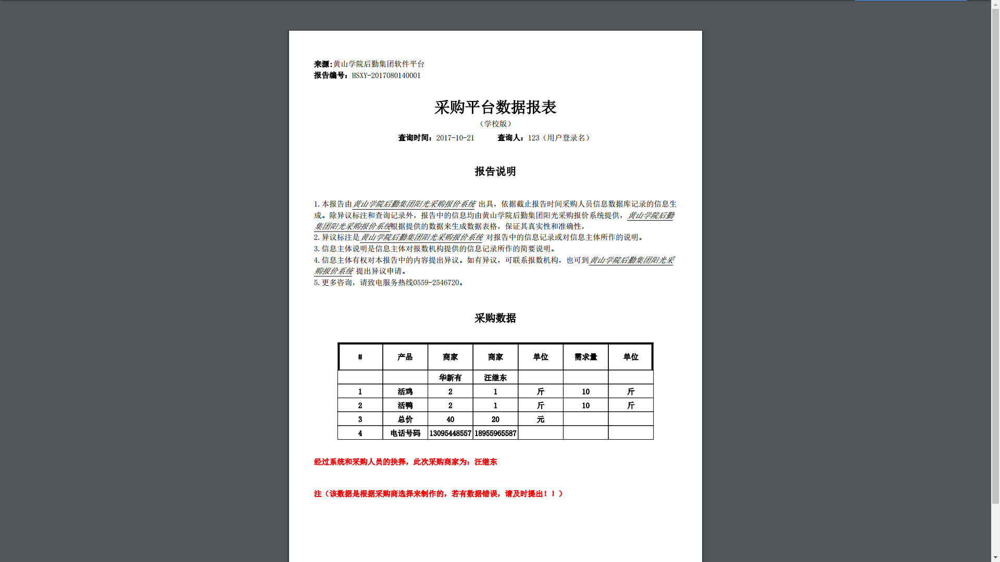 来源:黄山学院后勤集团软件平台
报告编号：HSXY-2017080140001
采购平台数据报表
（学校版）
查询时间：2017-10-21 查询人：123（用户登录名）
报告说明
1.本报告由黄山学院后勤集团阳光采购报价系统 出具，依据截止报告时间采购人员信息数据库记录的信息生
成。除异议标注和查询记录外，报告中的信息均由黄山学院后勤集团阳光采购报价系统提供，黄山学院后勤
集团阳光采购报价系统根据提供的数据来生成数据表格，保证其真实性和准确性，
2.异议标注是黄山学院后勤集团阳光采购报价系统 对报告中的信息记录或对信息主体所作的说明。
3.信息主体说明是信息主体对报数机构提供的信息记录所作的简要说明。
4.信息主体有权对本报告中的内容提出异议。如有异议，可联系报数机构，也可到黄山学院后勤集团阳光采
购报价系统 提出异议申请。
5.更多咨询，请致电服务热线0559-2546720。
采购数据
# 产品 商家 商家 单位 需求量 单位
华新有 汪继东
1 活鸡 2 1 斤 10 斤
2 活鸭 2 1 斤 10 斤
3 总价 40 20 元
4 电话号码 13095448557 18955965587
经过系统和采购人员的抉择，此次采购商家为：汪继东
注（该数据是根据采购商选择来制作的，若有数据错误，请及时提出！！）